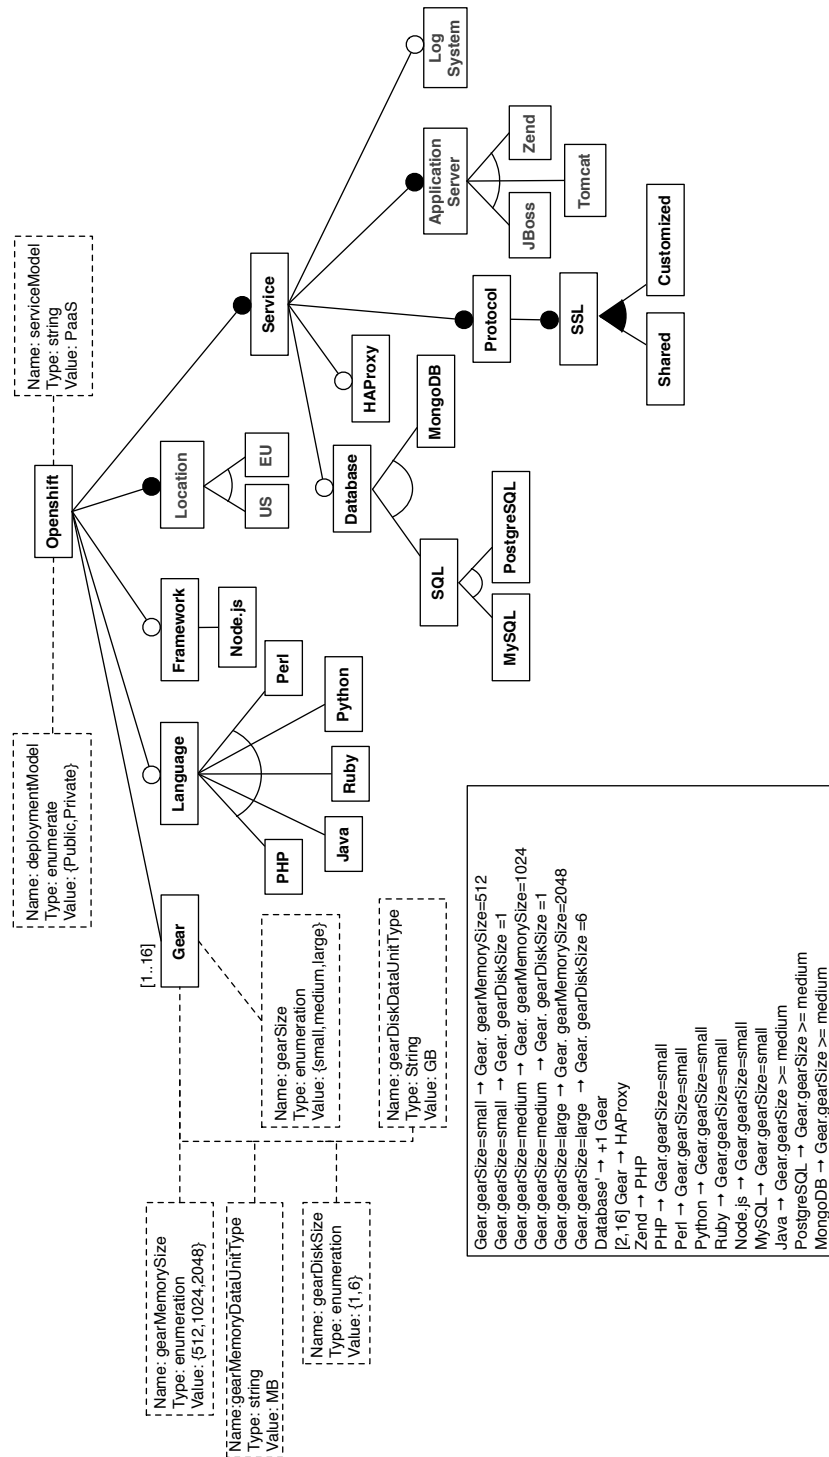 Name: deploymentModel
Type: enumerate
Value: {Public,Private}
Openshift
Name: serviceModel
Type: string
Value: PaaS
[1..16]
Gear
Language
Framework
Location
Service
PHP
Java
Ruby
Python
Perl
Node.js
US
EU
Database
HAProxy
Protocol
Application
Server
Log
System
SQL
MongoDB
MySQL
PostgreSQL
SSL
Shared
Customized
JBoss
Tomcat
Zend
Name: gearMemorySize
Type: enumeration
Value: {512,1024,2048}
Name:gearMemoryDataUnitType
Type: string
Value: MB
Name: gearDiskSize
Type: enumeration
Value: {1,6}
Name: gearSize
Type: enumeration
Value: {small,medium,large}
Name: gearDiskDataUnitType
Type: String
Value: GB
Gear.gearSize=small → Gear. gearMemorySize=512
Gear.gearSize=small → Gear. gearDiskSize =1
Gear.gearSize=medium → Gear. gearMemorySize=1024
Gear.gearSize=medium → Gear. gearDiskSize =1
Gear.gearSize=large → Gear. gearMemorySize=2048
Gear.gearSize=large → Gear. gearDiskSize =6
Database' → +1 Gear
[2,16] Gear → HAProxy
Zend → PHP
PHP → Gear.gearSize=small
Perl → Gear.gearSize=small
Python → Gear.gearSize=small
Ruby → Gear.gearSize=small
Node.js → Gear.gearSize=small
MySQL → Gear.gearSize=small
Java → Gear.gearSize >= medium
PostgreSQL → Gear.gearSize >= medium
MongoDB → Gear.gearSize >= medium